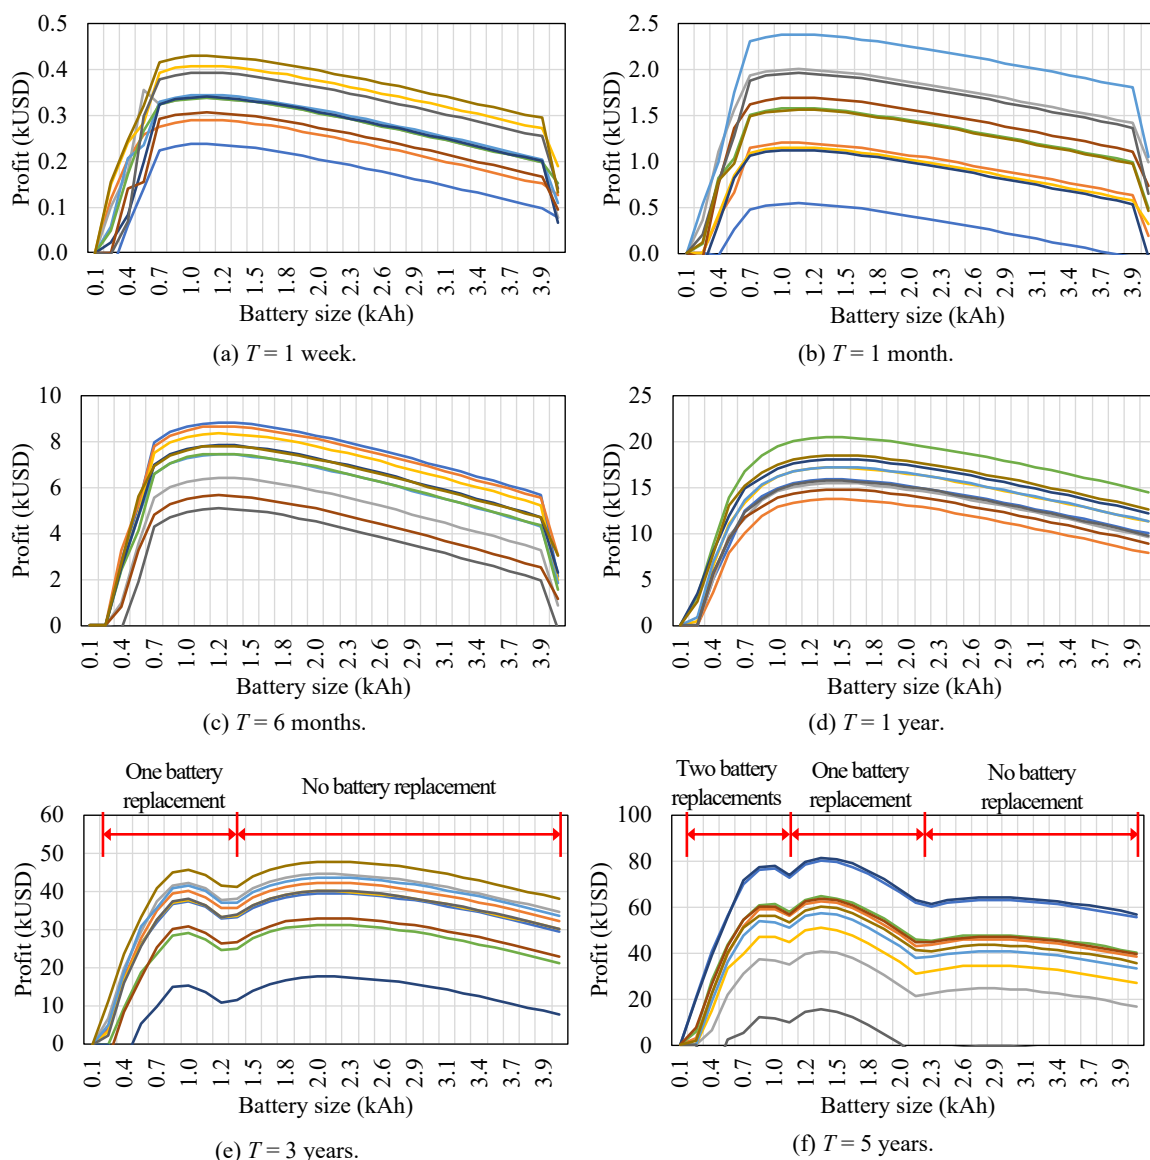 0.5
0.4
0.3
0.2
0.1
0.0
Profit (kUSD)
0.1 0.4 0.7 1.0 1.2 1.5 1.8 2.0 2.3 2.6 2.9 3.1 3.4 3.7 3.9
Battery size (kAh)
(a) T = 1 week.
2.5
2.0
1.5
1.0
0.5
0.0
Profit (kUSD)
0.1 0.4 0.7 1.0 1.2 1.5 1.8 2.0 2.3 2.6 2.9 3.1 3.4 3.7 3.9
Battery size (kAh)
(b) T = 1 month.
10
8
6
4
2
0
Profit (kUSD)
0.1 0.4 0.7 1.0 1.2 1.5 1.8 2.0 2.3 2.6 2.9 3.1 3.4 3.7 3.9
Battery size (kAh)
(c) T = 6 months.
25
20
15
10
5
0
Profit (kUSD)
0.1 0.4 0.7 1.0 1.2 1.5 1.8 2.0 2.3 2.6 2.9 3.1 3.4 3.7 3.9
Battery size (kAh)
(d) T = 1 year.
One battery
replacement
No battery replacement
60
50
40
30
20
10
0
Profit (kUSD)
0.1 0.4 0.7 1.0 1.2 1.5 1.8 2.0 2.3 2.6 2.9 3.1 3.4 3.7 3.9
Battery size (kAh)
(e) T = 3 years.
Two battery
replacements
One battery
replacement
No battery
replacement
100
80
60
40
20
0
Profit (kUSD)
0.1 0.4 0.7 1.0 1.2 1.5 1.8 2.0 2.3 2.6 2.9 3.1 3.4 3.7 3.9
Battery size (kAh)
(f) T = 5 years.